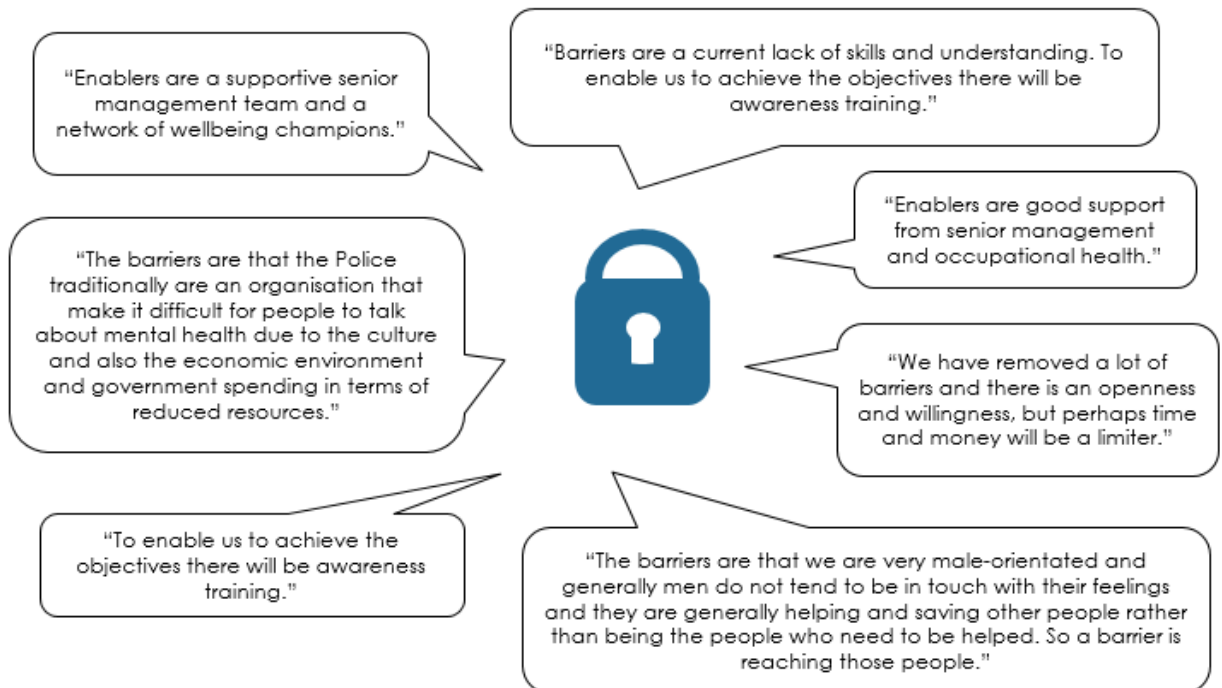 “Enablers are a supportive senior
management team and a
network of wellbeing champions.”
“Barriers are a current lack of skills and understanding. To
enable us to achieve the objectives there will be
awareness training.”
“Enablers are good support
from senior management
and occupational health.”
“The barriers are that the Police
traditionally are an organisation that
make it difficult for people to talk
about mental health due to the culture
and also the economic environment
and government spending in terms of
reduced resources.”
“We have removed a lot of
barriers and there is an openness
and willingness, but perhaps time
and money will be a limiter.”
“To enable us to achieve the
objectives there will be awareness
training.”
“The barriers are that we are very male-orientated and
generally men do not tend to be in touch with their feelings
and they are generally helping and saving other people rather
than being the people who need to be helped. So a barrier is
reaching those people.”